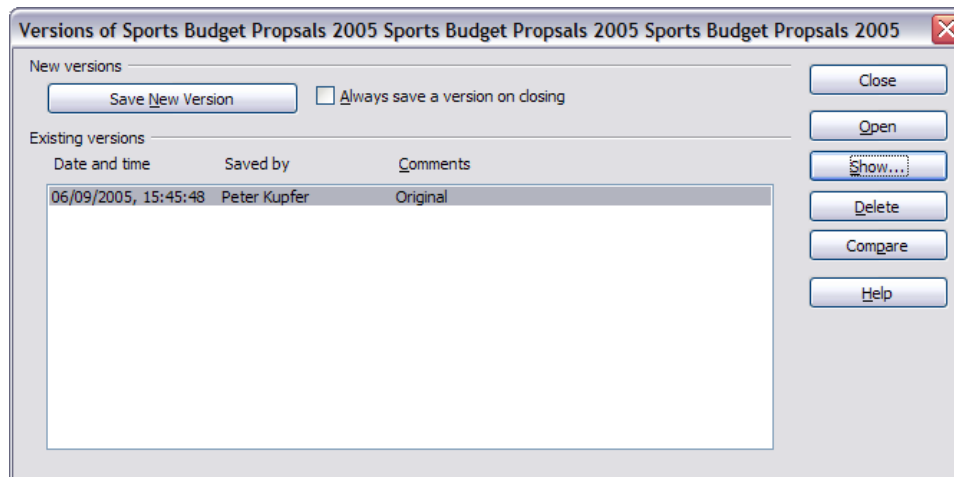 Versions of Sports Budget Propsals 2005 Sports Budget Propsals 2005 Sports Budget Propsals 2005
New versions
Save New Version
Always save a version on closing
Existing versions
Date and time Saved by Comments
06/09/2005, 15:45:48 Peter Kupfer Original
Close
Open
Show...
Delete
Compare
Help